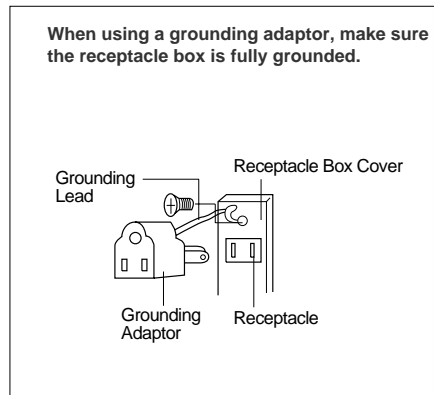 When using a grounding adaptor, make sure
the receptacle box is fully grounded.
Receptacle Box Cover
Grounding
Lead
Grounding
Adaptor
Receptacle